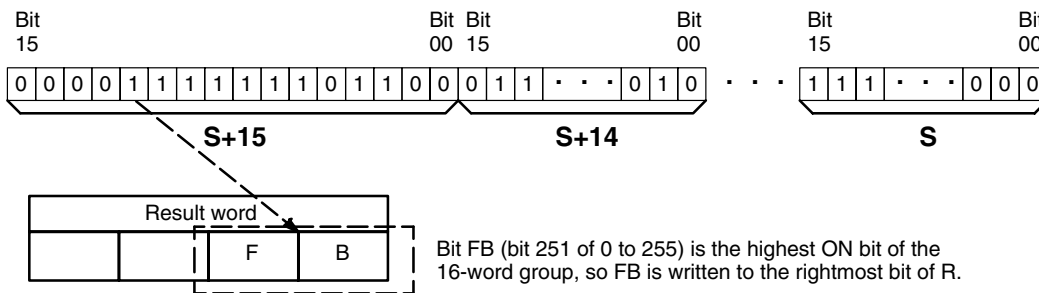 Bit Bit Bit Bit Bit Bit
15 00 15 00 15 00
0 0 0 0 1 1 1 1 1 1 1 0 1 1 0 0 0 1 1 · · · 0 1 0 · · · 1 1 1 · · · 0 0 0
S+15 S+14 S
Result word
F B
Bit FB (bit 251 of 0 to 255) is the highest ON bit of the
16-word group, so FB is written to the rightmost bit of R.